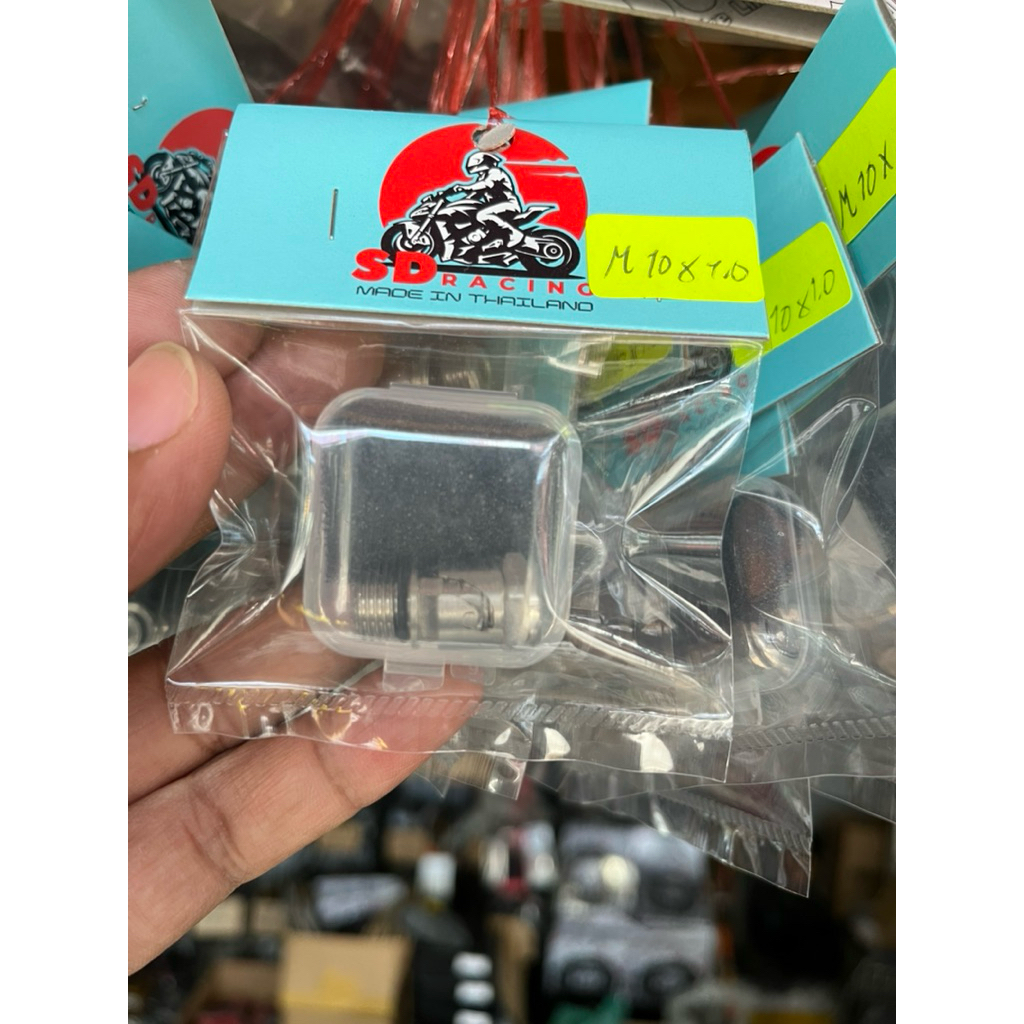 SD RACING
MADE IN THAILAND
M 10 x 1.0
10 x 1.0
M 10 x